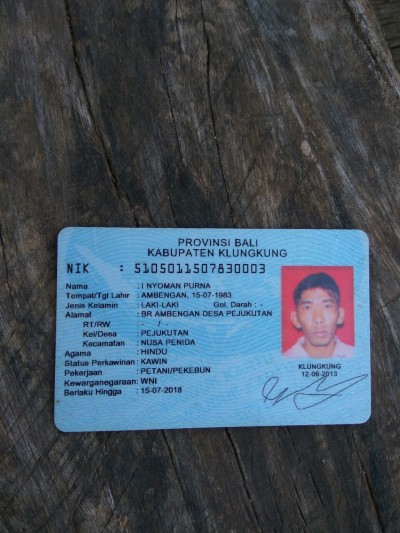 PROVINSI BALI
KABUPATEN KLUNGKUNG
NIK : 5105011507830003
Nama : I NYOMAN PURNA
Tempat/Tgl Lahir : AMBENGAN, 15-07-1983
Jenis Kelamin : LAKI-LAKI Gol. Darah : -
Alamat : BR AMBENGAN DESA PEJUKUTAN
RT/RW : - / -
Kel/Desa : PEJUKUTAN
Kecamatan : NUSA PENIDA
Agama : HINDU
Status Perkawinan: KAWIN
Pekerjaan : PETANI/PEKEBUN
Kewarganegaraan: WNI
Berlaku Hingga : 15-07-2018
KLUNGKUNG
12-06-2013